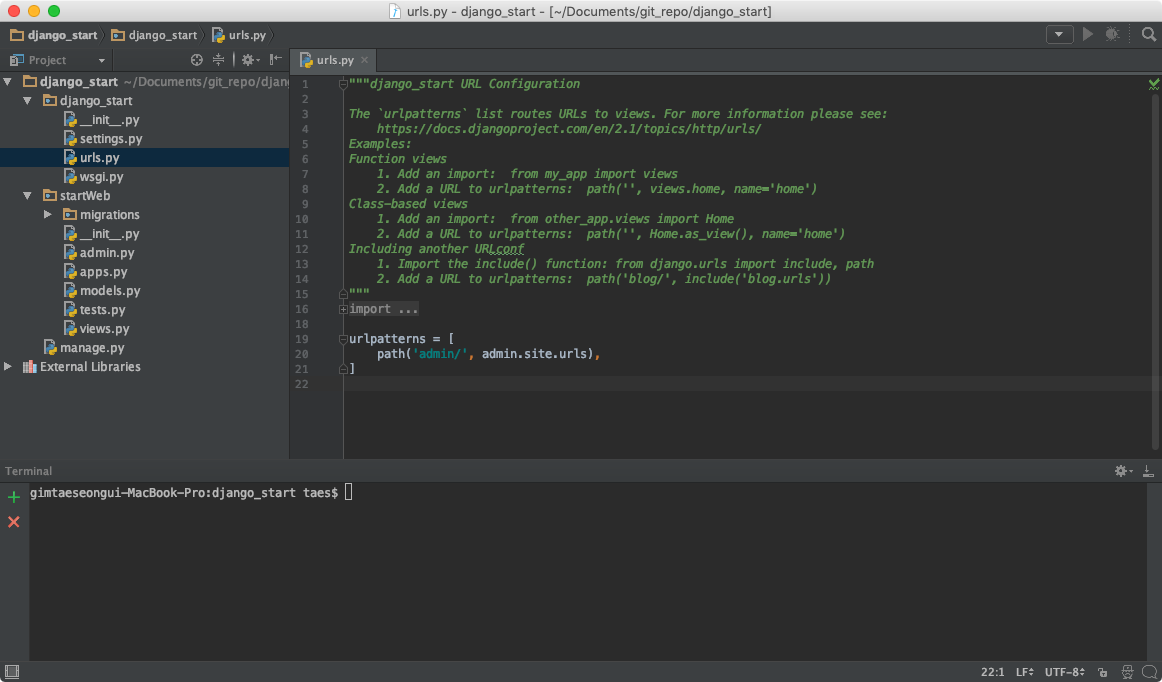 urls.py - django_start - [~/Documents/git_repo/django_start]
django_start django_start urls.py
Project
urls.py
django_start ~/Documents/git_repo/djang
django_start
__init__.py
settings.py
urls.py
wsgi.py
startWeb
migrations
__init__.py
admin.py
apps.py
models.py
tests.py
views.py
manage.py
External Libraries
1 """django_start URL Configuration
2
3 The `urlpatterns` list routes URLs to views. For more information please see:
4     https://docs.djangoproject.com/en/2.1/topics/http/urls/
5 Examples:
6 Function views
7     1. Add an import:  from my_app import views
8     2. Add a URL to urlpatterns:  path('', views.home, name='home')
9 Class-based views
10     1. Add an import:  from other_app.views import Home
11     2. Add a URL to urlpatterns:  path('', Home.as_view(), name='home')
12 Including another URLconf
13     1. Import the include() function: from django.urls import include, path
14     2. Add a URL to urlpatterns:  path('blog/', include('blog.urls'))
15 """
16 import ...
18
19 urlpatterns = [
20     path('admin/', admin.site.urls),
21 ]
22
Terminal
gimtaeseongui-MacBook-Pro:django_start taes$
22:1 LF UTF-8